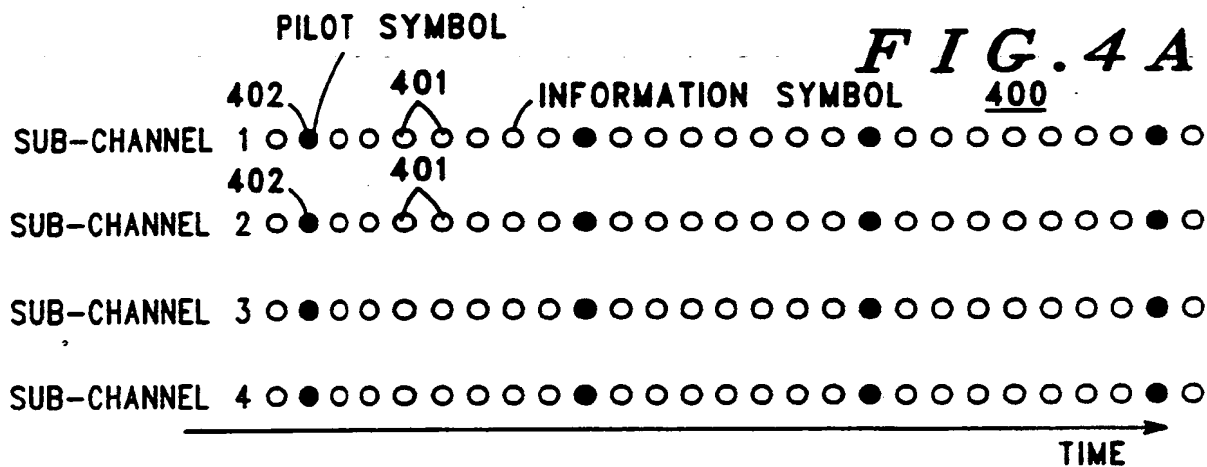 PILOT SYMBOL
FIG. 4A
402 401 INFORMATION SYMBOL 400
SUB-CHANNEL 1
402 401
SUB-CHANNEL 2
SUB-CHANNEL 3
SUB-CHANNEL 4
TIME